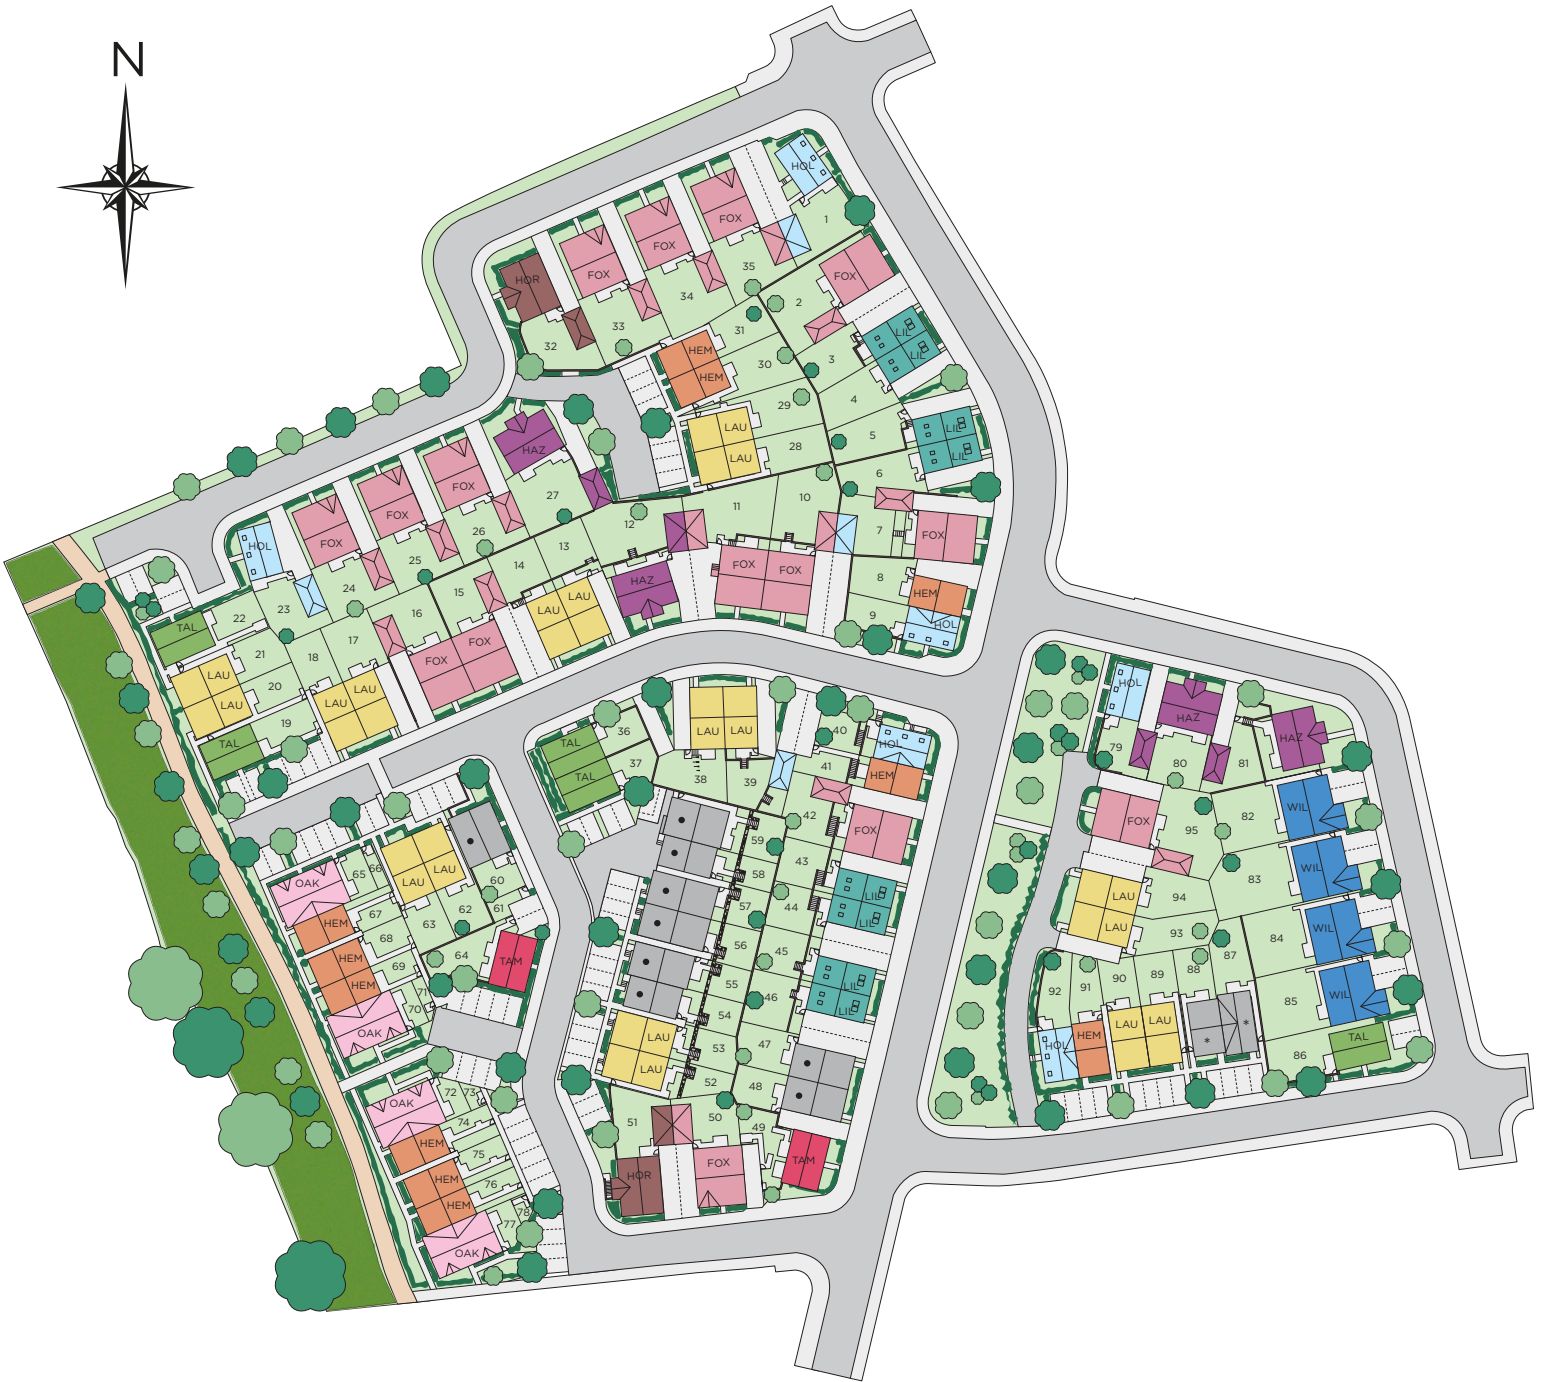 N
HOL
1
FOX
35
FOX
34
FOX
33
HOR
32
FOX
2
LIL
LIL
3
4
LIL
5
6
HEM
HEM
31
30
29
LAU
LAU
28
HAZ
27
FOX
26
FOX
25
FOX
24
HOL
23
22
TAL
21
LAU
LAU
20
19
TAL
18
17
LAU
16
15
FOX
FOX
14
13
LAU
LAU
12
HAZ
11
FOX
FOX
10
7
FOX
8
HEM
9
HOL
TAL
TAL
36
37
LAU
LAU
38
39
40
HOL
41
HEM
42
FOX
43
44
LIL
LIL
45
46
LIL
LIL
47
48
49
TAM
50
FOX
51
HOR
52
53
LAU
LAU
54
55
56
57
58
59
60
61
62
63
LAU
LAU
64
TAM
65
66
OAK
67
HEM
68
HEM
HEM
69
70
71
OAK
72
73
OAK
74
HEM
75
HEM
HEM
76
77
78
OAK
HOL
79
HAZ
80
81
HAZ
82
WIL
83
WIL
84
WIL
85
WIL
86
TAL
87
88
89
90
91
92
HOL
HEM
LAU
LAU
*
*
93
94
LAU
LAU
95
FOX